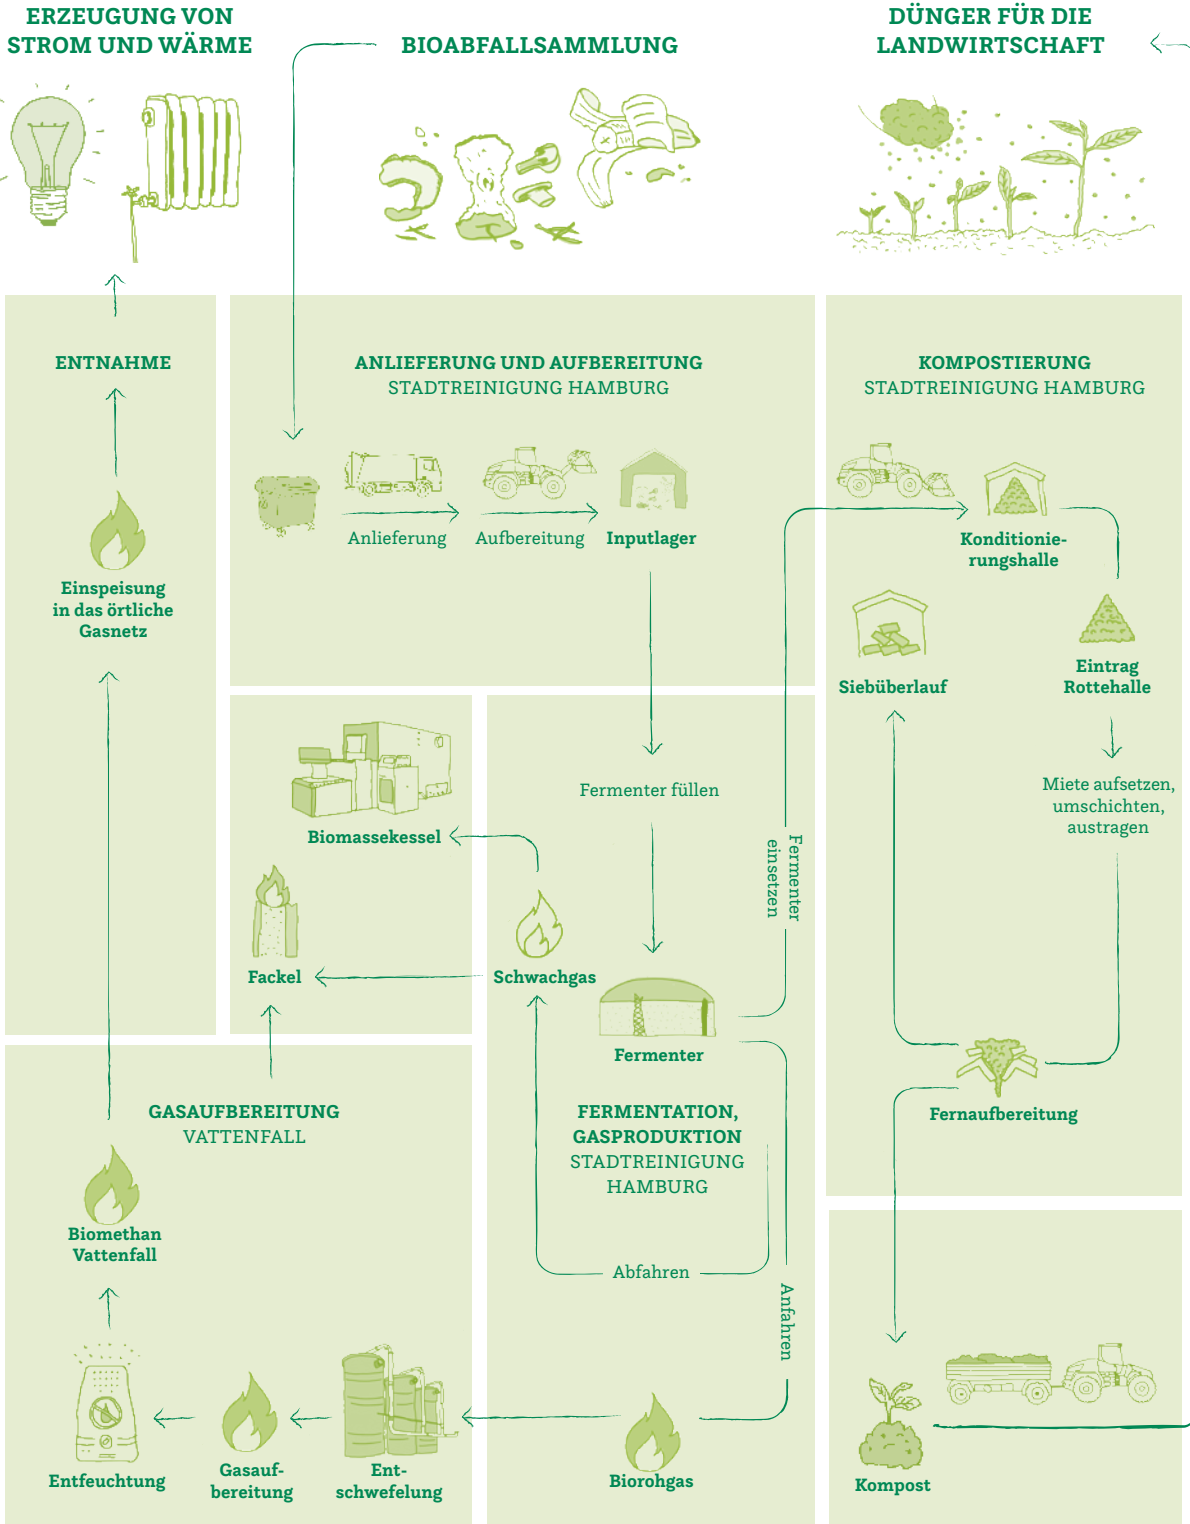 ERZEUGUNG VON
STROM UND WÄRME
BIOABFALLSAMMLUNG
DÜNGER FÜR DIE
LANDWIRTSCHAFT
ENTNAHME
Einspeisung
in das örtliche
Gasnetz
ANLIEFERUNG UND AUFBEREITUNG
STADTREINIGUNG HAMBURG
Anlieferung
Aufbereitung
Inputlager
KOMPOSTIERUNG
STADTREINIGUNG HAMBURG
Konditionie-
rungshalle
Siebüberlauf
Eintrag
Rottehalle
Miete aufsetzen,
umschichten,
austragen
Fernaufbereitung
Biomassekessel
Fackel
Fermenter füllen
Fermenter
einsetzen
Schwachgas
Fermenter
FERMENTATION,
GASPRODUKTION
STADTREINIGUNG
HAMBURG
Abfahren
Anfahren
Biorohgas
GASAUFBEREITUNG
VATTENFALL
Biomethan
Vattenfall
Entfeuchtung
Gasauf-
bereitung
Ent-
schwefelung
Kompost